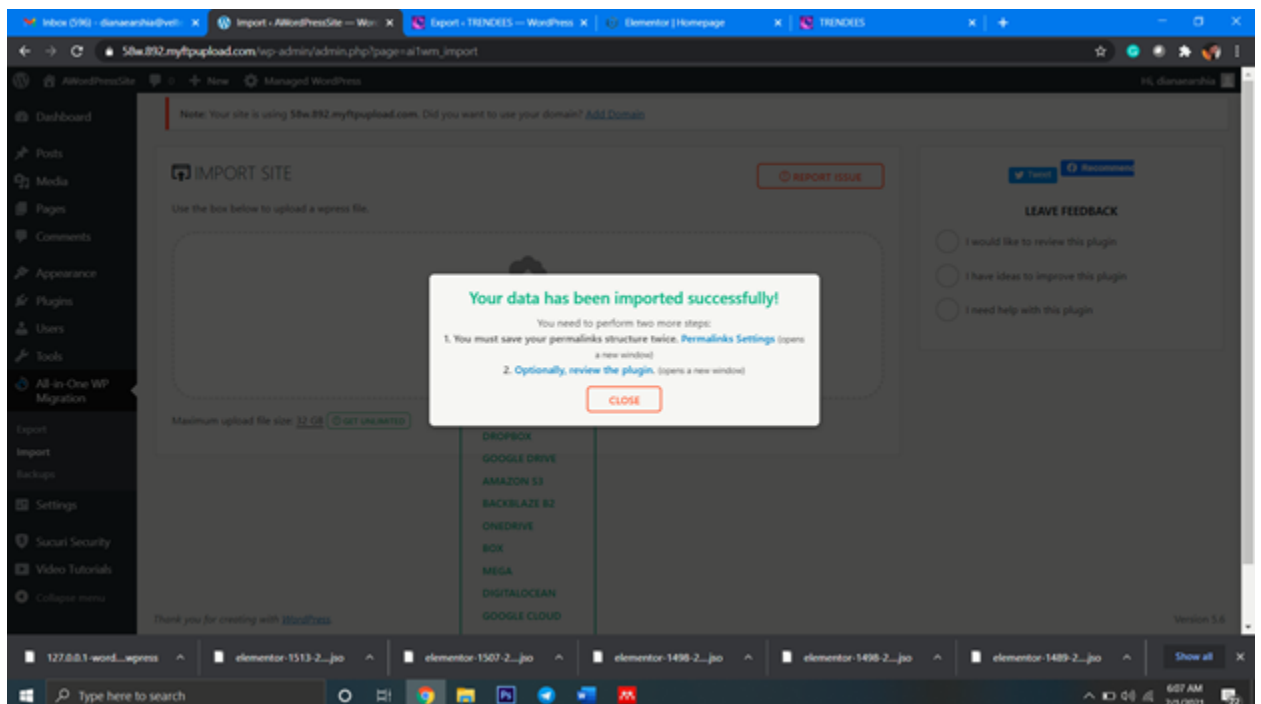 Inbox (596) - dianaearshia@velt
Import ‹ AWordPressSite — Wor
Export ‹ TRENDEES — WordPress
Elementor | Homepage
TRENDEES
58w.892.myftpupload.com/wp-admin/admin.php?page=ai1wm_import
AWordPressSite
0
New
Managed WordPress
Hi, dianaearshia
Dashboard
Posts
Media
Pages
Comments
Appearance
Plugins
Users
Tools
All-in-One WP
Migration
Export
Import
Backups
Settings
Sucuri Security
Video Tutorials
Collapse menu
Note: Your site is using 58w.892.myftpupload.com. Did you want to use your domain? Add Domain
IMPORT SITE
REPORT ISSUE
Use the box below to upload a wpress file.
Tweet
Recommend
LEAVE FEEDBACK
I would like to review this plugin
I have ideas to improve this plugin
I need help with this plugin
Your data has been imported successfully!
You need to perform two more steps:
1. You must save your permalinks structure twice. Permalinks Settings (opens
a new window)
2. Optionally, review the plugin. (opens a new window)
CLOSE
Maximum upload file size: 32 GB
GET UNLIMITED
DROPBOX
GOOGLE DRIVE
AMAZON S3
BACKBLAZE B2
ONEDRIVE
BOX
MEGA
DIGITALOCEAN
GOOGLE CLOUD
Thank you for creating with WordPress.
Version 5.6
127.0.0.1-word....wpress
elementor-1513-2....jso
elementor-1507-2....jso
elementor-1498-2....jso
elementor-1498-2....jso
elementor-1489-2....jso
Show all
Type here to search
Ps
6:07 AM
2/1/2021